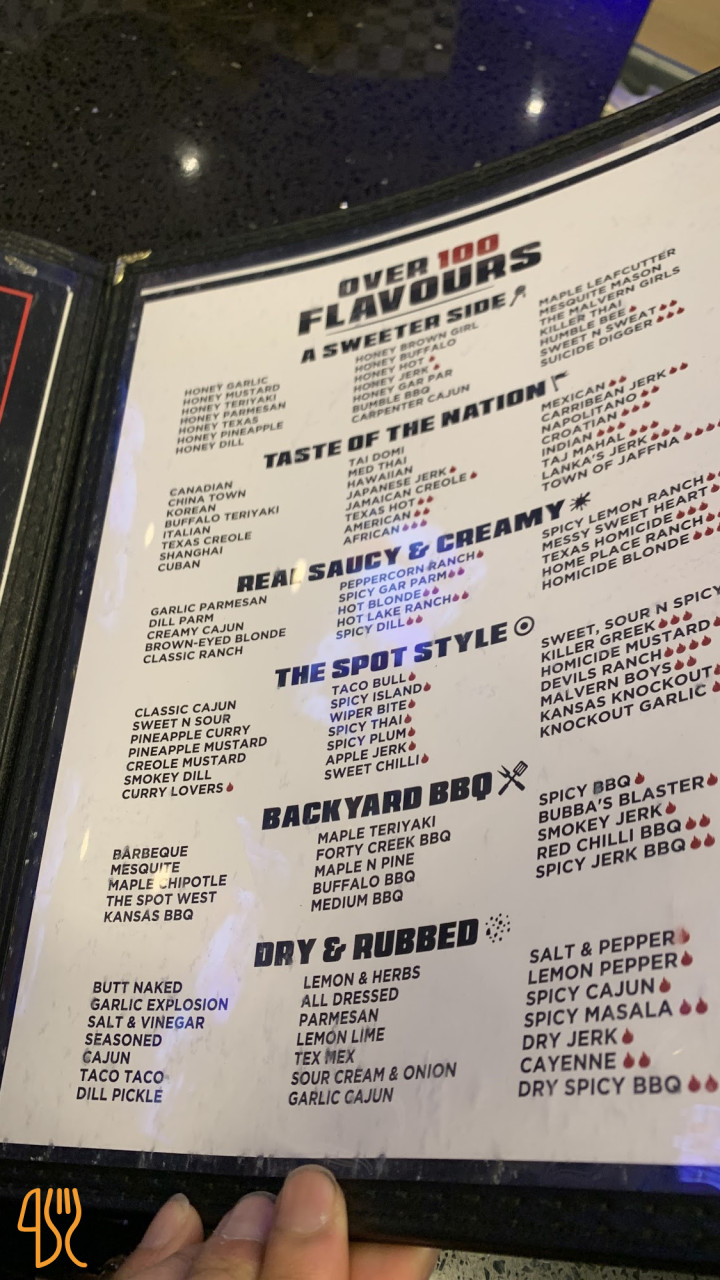 OVER 100
FLAVOURS
A SWEETER SIDE
HONEY GARLIC
HONEY MUSTARD
HONEY TERIYAKI
HONEY PARMESAN
HONEY TEXAS
HONEY PINEAPPLE
HONEY DILL
HONEY BROWN GIRL
HONEY BUFFALO
HONEY HOT
HONEY JERK
HONEY GAR PAR
BUMBLE BBQ
CARPENTER CAJUN
MAPLE LEAFCUTTER
MESQUITE MASON
THE MALVERN GIRLS
KILLER THAI
HUMBLE BEE
SWEET N SWEAT
SUICIDE DIGGER
TASTE OF THE NATION
CANADIAN
CHINA TOWN
KOREAN
BUFFALO TERIYAKI
ITALIAN
TEXAS CREOLE
SHANGHAI
CUBAN
TAI DOMI
MED THAI
HAWAIIAN
JAPANESE JERK
JAMAICAN CREOLE
TEXAS HOT
AMERICAN
AFRICAN
MEXICAN
CARRIBEAN JERK
NAPOLITANO
CROATIAN
INDIAN
TAJ MAHAL
LANKA'S JERK
TOWN OF JAFFNA
REAL SAUCY & CREAMY
GARLIC PARMESAN
DILL PARM
CREAMY CAJUN
BROWN-EYED BLONDE
CLASSIC RANCH
PEPPERCORN RANCH
SPICY GAR PARM
HOT BLONDE
HOT LAKE RANCH
SPICY DILL
SPICY LEMON RANCH
MESSY SWEET HEART
TEXAS HOMICIDE
HOME PLACE RANCH
HOMICIDE BLONDE
THE SPOT STYLE
CLASSIC CAJUN
SWEET N SOUR
PINEAPPLE CURRY
PINEAPPLE MUSTARD
CREOLE MUSTARD
SMOKEY DILL
CURRY LOVERS
TACO BULL
SPICY ISLAND
WIPER BITE
SPICY THAI
SPICY PLUM
APPLE JERK
SWEET CHILLI
SWEET, SOUR N SPICY
KILLER GREEK
HOMICIDE MUSTARD
DEVILS RANCH
MALVERN BOYS
KANSAS KNOCKOUT
KNOCKOUT GARLIC
BACKYARD BBQ
BARBEQUE
MESQUITE
MAPLE CHIPOTLE
THE SPOT WEST
KANSAS BBQ
MAPLE TERIYAKI
FORTY CREEK BBQ
MAPLE N PINE
BUFFALO BBQ
MEDIUM BBQ
SPICY BBQ
BUBBA'S BLASTER
SMOKEY JERK
RED CHILLI BBQ
SPICY JERK BBQ
DRY & RUBBED
BUTT NAKED
GARLIC EXPLOSION
SALT & VINEGAR
SEASONED
CAJUN
TACO TACO
DILL PICKLE
LEMON & HERBS
ALL DRESSED
PARMESAN
LEMON LIME
TEX MEX
SOUR CREAM & ONION
GARLIC CAJUN
SALT & PEPPER
LEMON PEPPER
SPICY CAJUN
SPICY MASALA
DRY JERK
CAYENNE
DRY SPICY BBQ